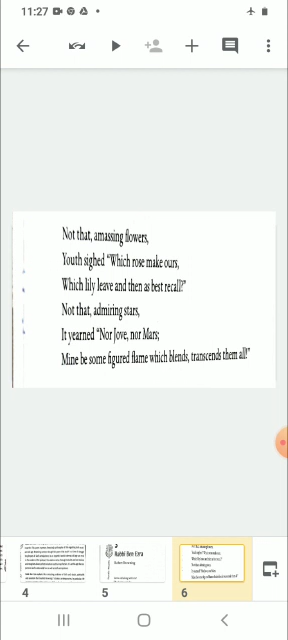 11:27
Not that, amassing flowers,
Youth sighed "Which rose make ours,
Which lily leave and then as best recall?"
Not that, admiring stars,
It yearned "Nor Jove, nor Mars;
Mine be some figured flame which blends, transcends them all!"
Rabbi Ben Ezra
4
5
6